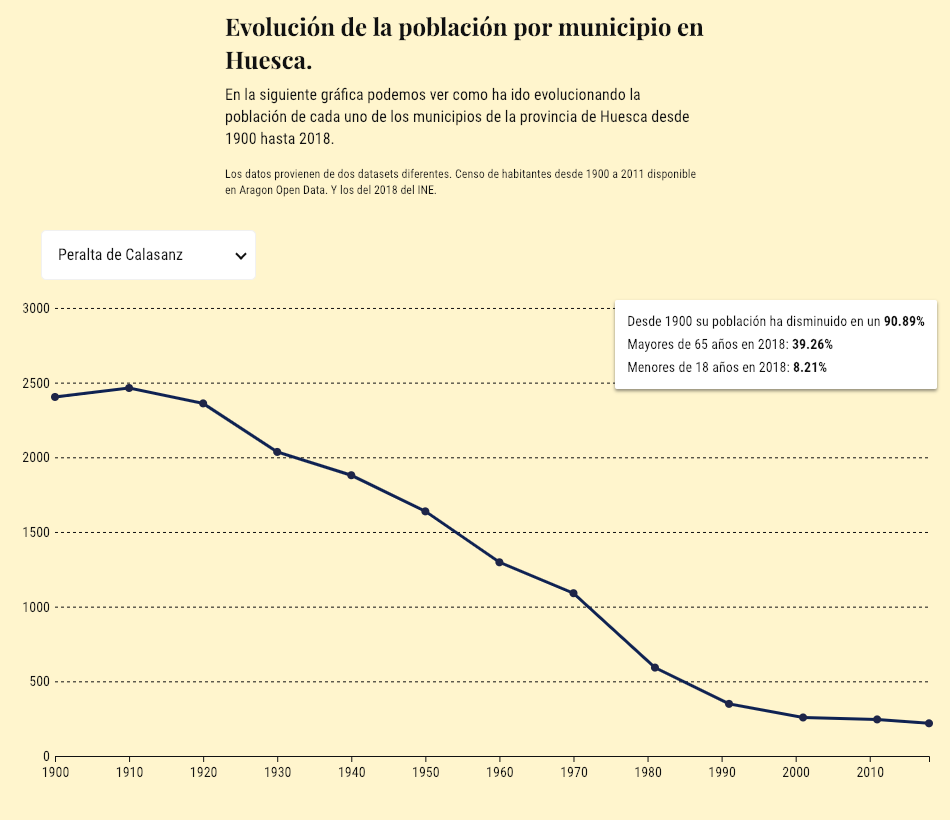 Evolución de la población por municipio en
Huesca.
En la siguiente gráfica podemos ver como ha ido evolucionando la
población de cada uno de los municipios de la provincia de Huesca desde
1900 hasta 2018.
Los datos provienen de dos datasets diferentes. Censo de habitantes desde 1900 a 2011 disponible
en Aragon Open Data. Y los del 2018 del INE.
Peralta de Calasanz
Desde 1900 su población ha disminuido en un 90.89%
Mayores de 65 años en 2018: 39.26%
Menores de 18 años en 2018: 8.21%
3000
2500
2000
1500
1000
500
0
1900 1910 1920 1930 1940 1950 1960 1970 1980 1990 2000 2010